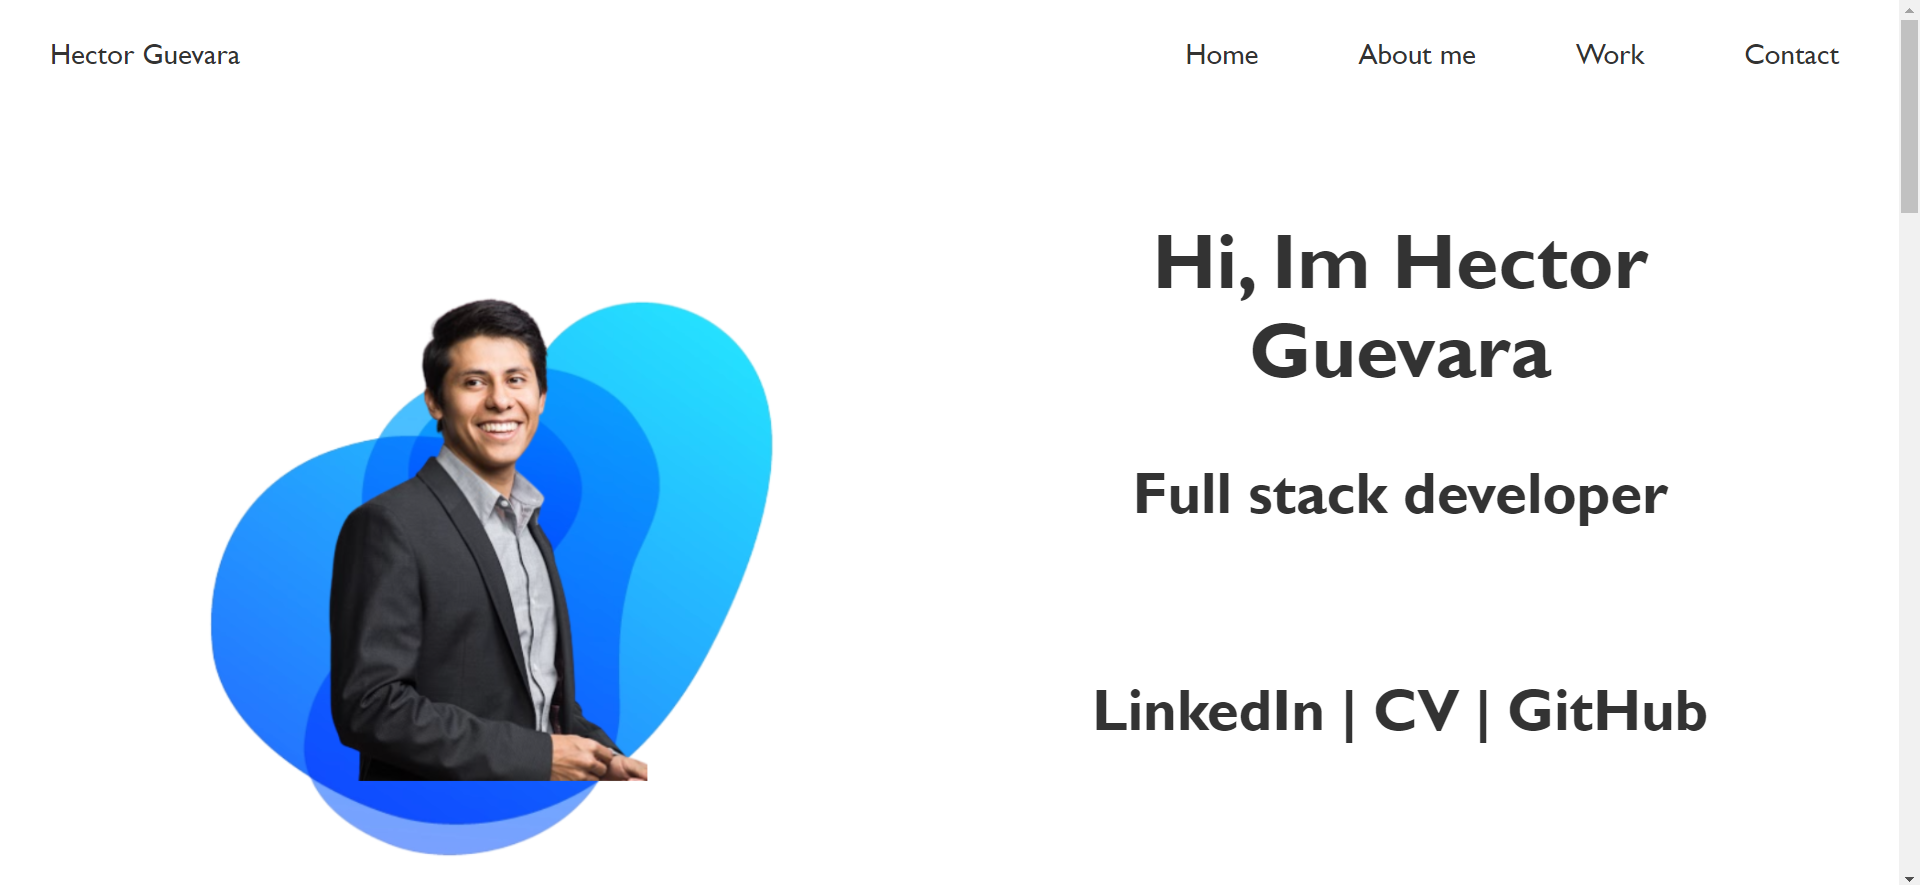 Hector Guevara
Home About me Work Contact
Hi, Im Hector
Guevara
Full stack developer
LinkedIn | CV | GitHub